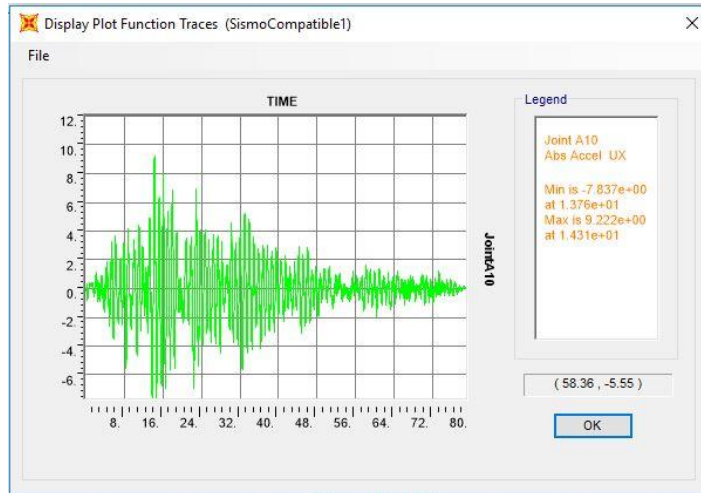 Display Plot Function Traces (SismoCompatible1)
File
TIME
12.
10.
8.
6.
4.
2.
0.
-2.
-4.
-6.
8. 16. 24. 32. 40. 48. 56. 64. 72. 80.
JointA10
Legend
Joint A10
Abs Accel UX
Min is -7.837e+00
at 1.376e+01
Max is 9.222e+00
at 1.431e+01
( 58.36 , -5.55 )
OK